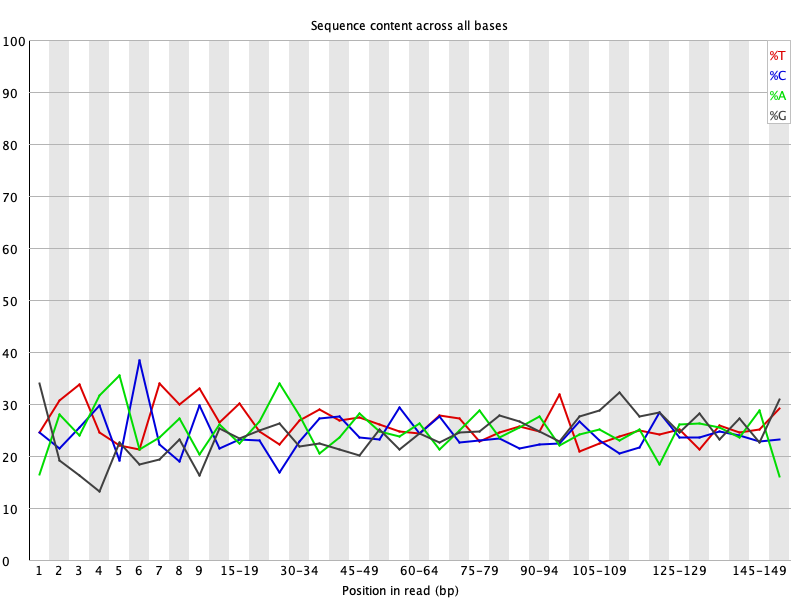 Sequence content across all bases
100
90
80
70
60
50
40
30
20
10
0
%T
%C
%A
%G
1 2 3 4 5 6 7 8 9 15-19 30-34 45-49 60-64 75-79 90-94 105-109 125-129 145-149
Position in read (bp)